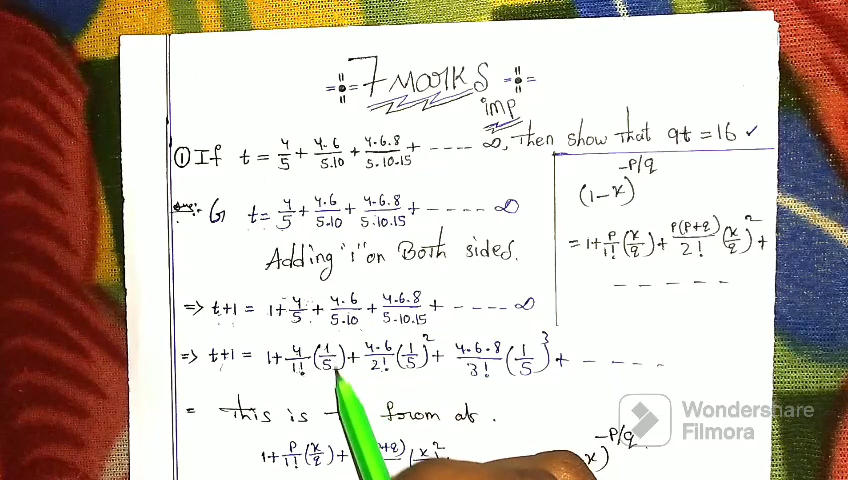 7 Marks
imp
① If t = 4/5 + 4·6/5·10 + 4·6·8/5·10·15 + ---- ∞, Then show that 9t = 16 ✓
Ans:- G t = 4/5 + 4·6/5·10 + 4·6·8/5·10·15 + ---- ∞
Adding "1" on Both sides.
⇒ t+1 = 1 + 4/5 + 4·6/5·10 + 4·6·8/5·10·15 + ---- ∞
⇒ t+1 = 1 + 4/1! (1/5) + 4·6/2! (1/5)² + 4·6·8/3! (1/5)³ + ----
= This is form at.
1 + P/1! (x/q) +
(1-x)^-P/q
= 1 + P/1! (x/q) + P(P+q)/2! (x/q)² +
-----
x)^-P/q
Wondershare
Filmora